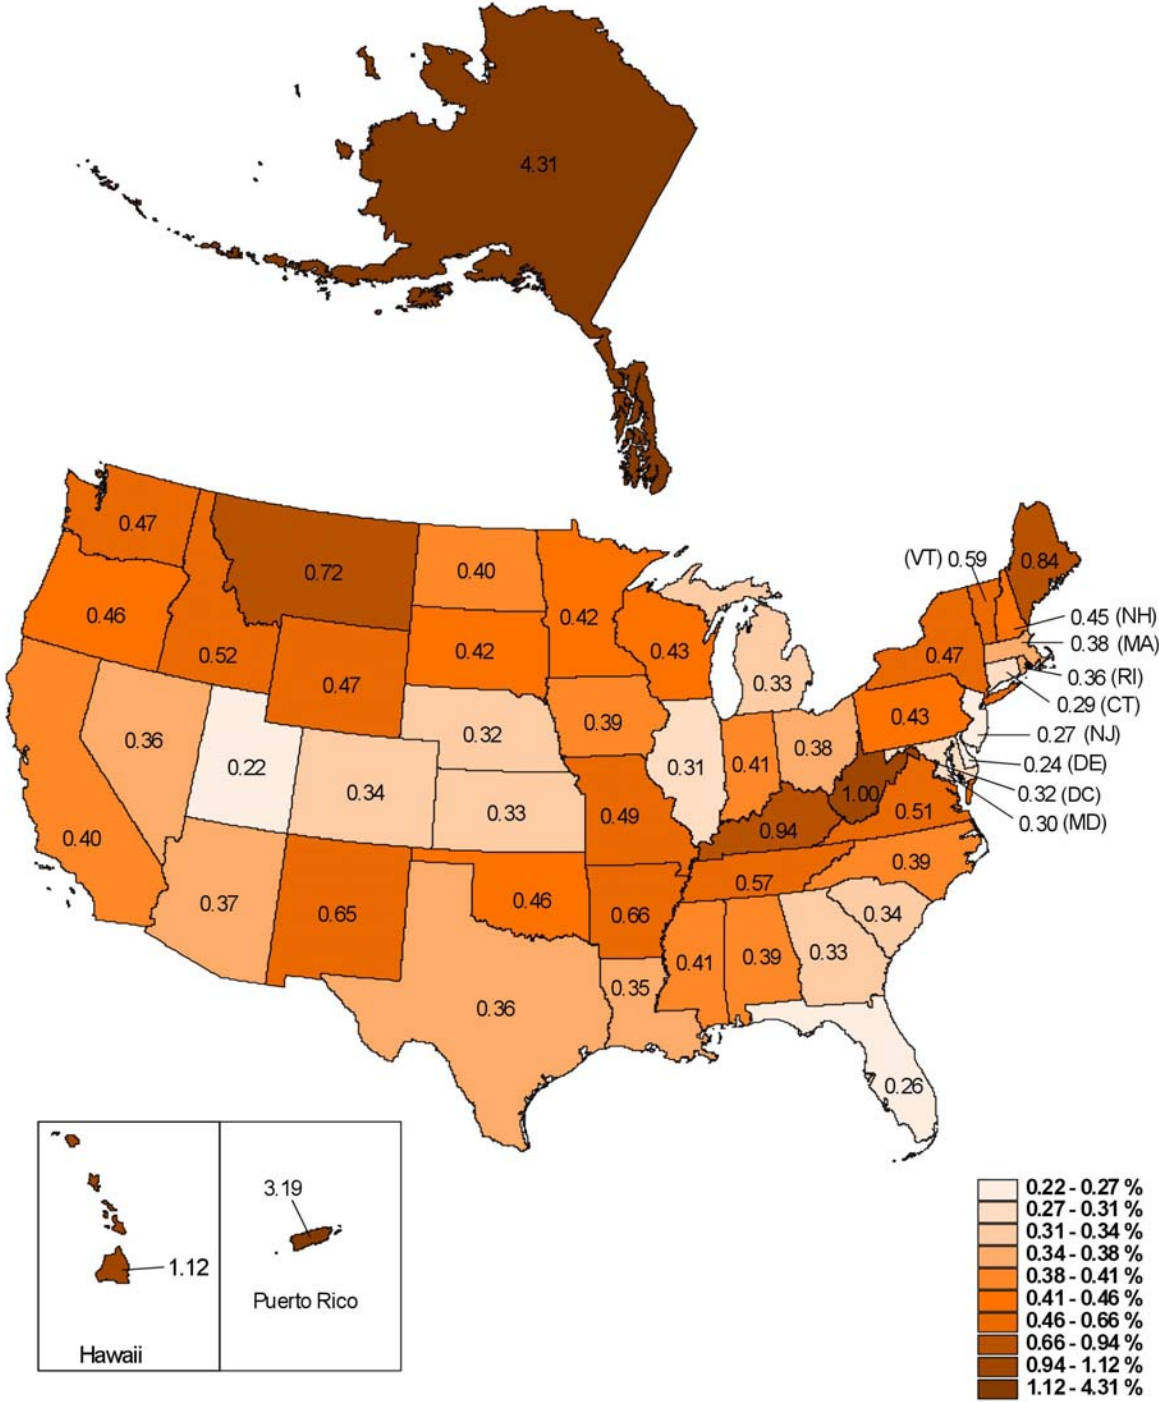 4.31
0.47
0.72
0.40
(VT) 0.59
0.84
0.46
0.52
0.42
0.42
0.43
0.45 (NH)
0.47
0.38 (MA)
0.47
0.33
0.36 (RI)
0.29 (CT)
0.36
0.32
0.39
0.43
0.27 (NJ)
0.22
0.31
0.41
0.38
0.24 (DE)
0.34
0.33
1.00
0.32 (DC)
0.40
0.49
0.94
0.51
0.30 (MD)
0.37
0.65
0.46
0.66
0.57
0.39
0.34
0.36
0.35
0.41
0.39
0.33
0.26
1.12
Hawaii
3.19
Puerto Rico
0.22 - 0.27 %
0.27 - 0.31 %
0.31 - 0.34 %
0.34 - 0.38 %
0.38 - 0.41 %
0.41 - 0.46 %
0.46 - 0.66 %
0.66 - 0.94 %
0.94 - 1.12 %
1.12 - 4.31 %